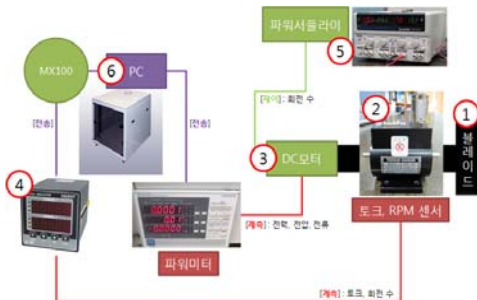 파워서플라이
5
MX100
6
PC
[제어] : 회전 수
[전송]
[전송]
2
1
블레이드
3
DC모터
4
토크, RPM 센서
[계측] : 전력, 전압, 전류
파워미터
[계측] : 토크, 회전 수